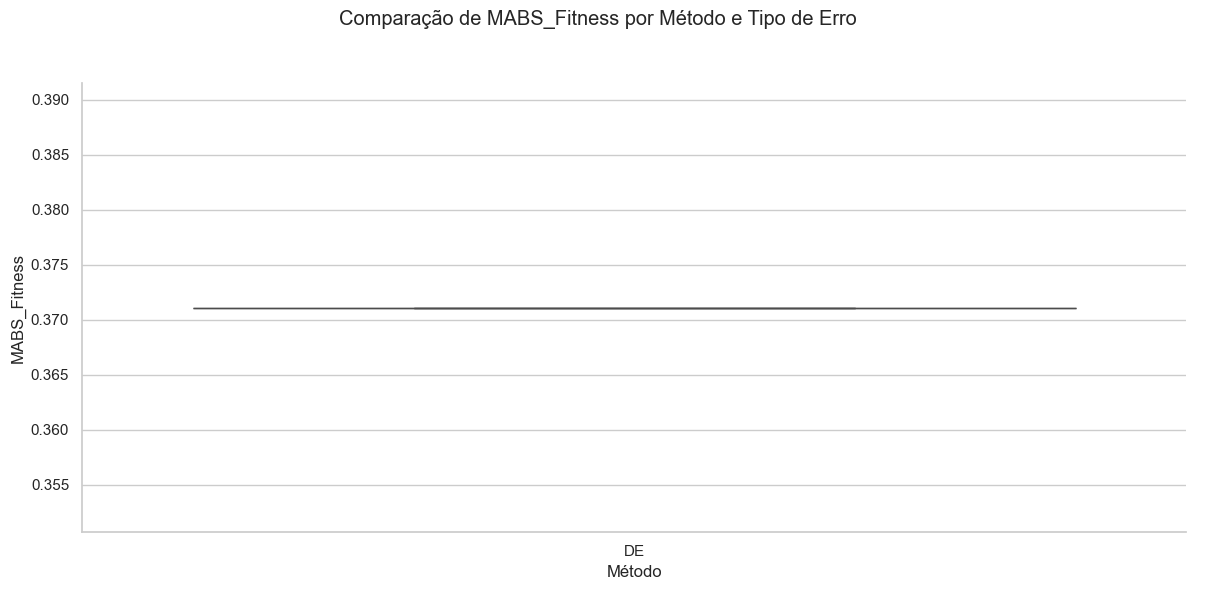 Comparação de MABS_Fitness por Método e Tipo de Erro
0.390
0.385
0.380
0.375
0.370
0.365
0.360
0.355
MABS_Fitness
DE
Método